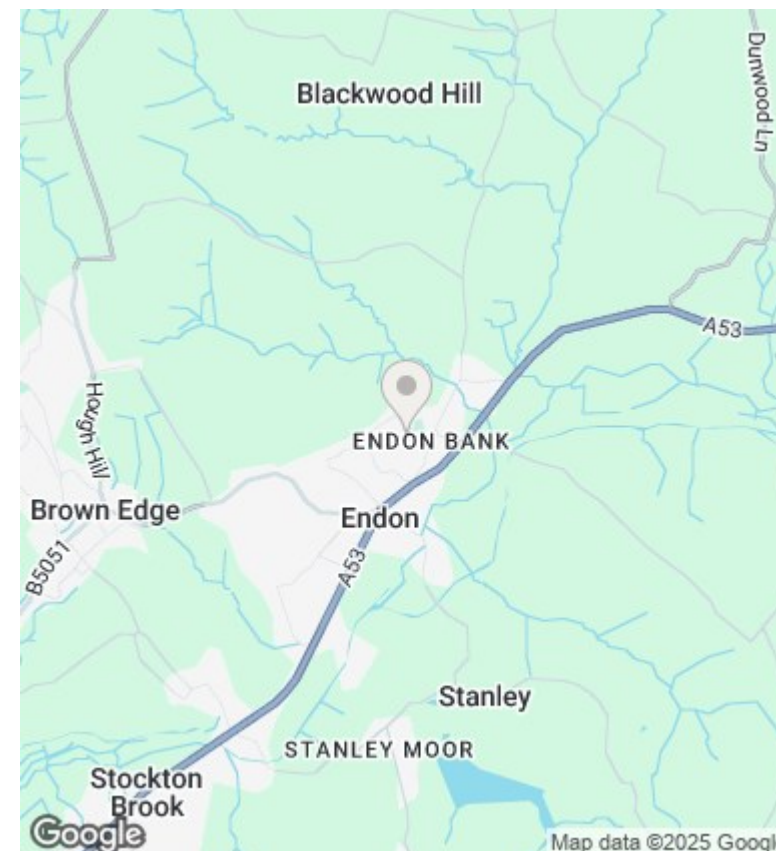 Blackwood Hill
Dunwood Ln
A53
Hough Hill
ENDON BANK
Brown Edge
Endon
B5051
A53
Stanley
STANLEY MOOR
Stockton
Brook
Google
Map data ©2025 Googl